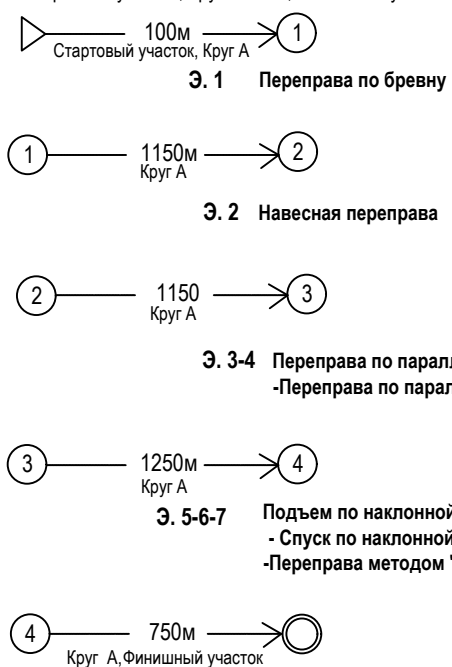 100м
1
Стартовый участок, Круг А
Э. 1 Переправа по бревну
1 1150м 2
Круг А
Э. 2 Навесная переправа
2 1150 3
Круг А
Э. 3-4 Переправа по
-Переправа по
3 1250м 4
Круг А
Э. 5-6-7 Подъем по наклонной
- Спуск по наклонной
-Переправа методом "
4 750м
Круг А, Финишный участок